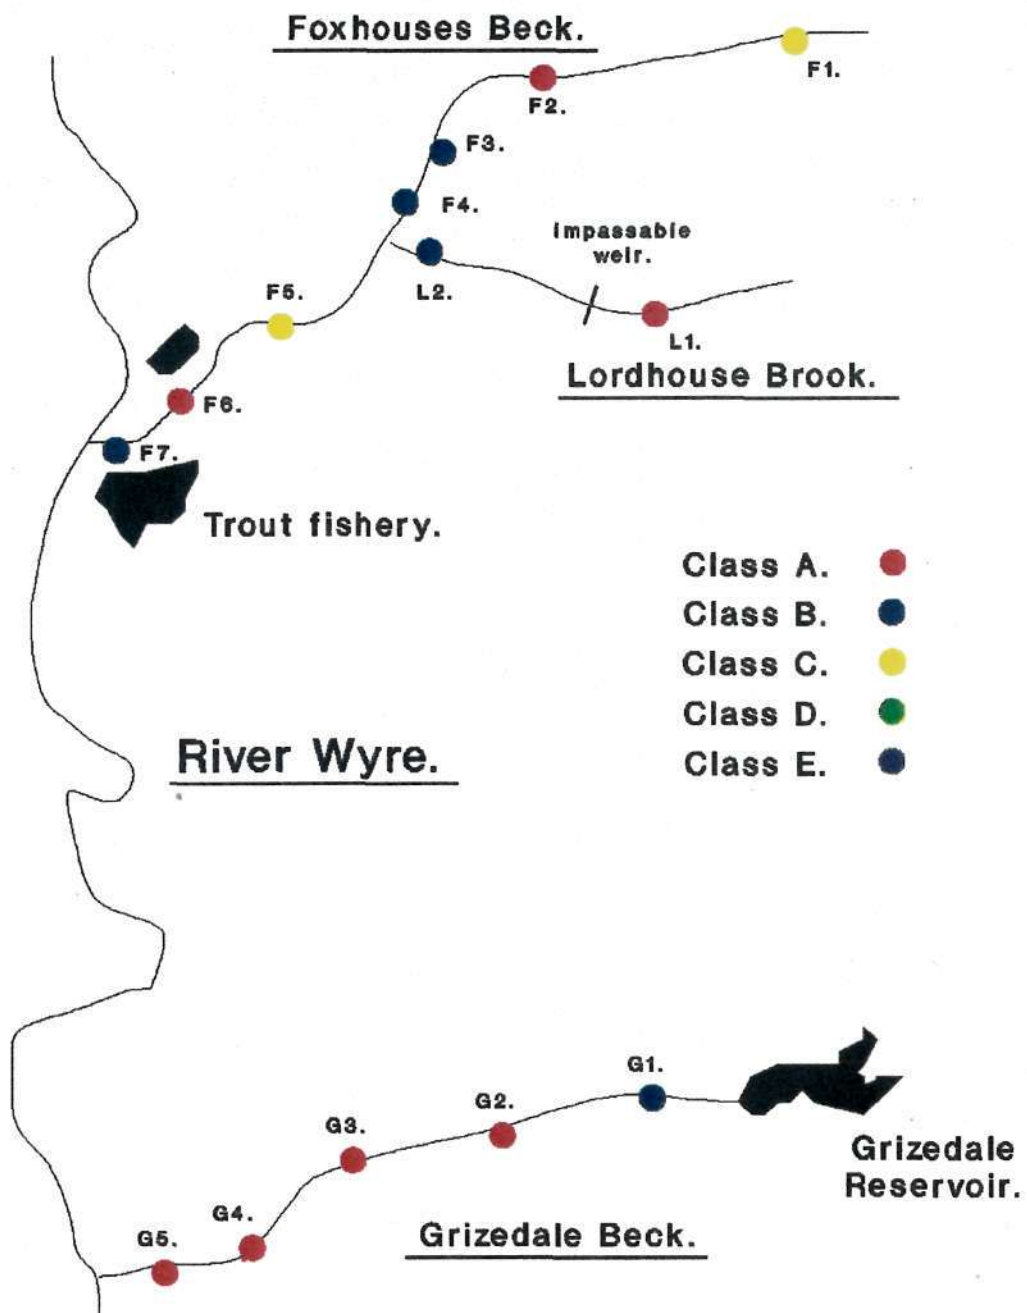 Foxhouses Beck.
F1.
F2.
F3.
F4.
impassable
weir.
F5.
L2.
L1.
Lordhouse Brook.
F6.
F7.
Trout fishery.
Class A.
Class B.
Class C.
Class D.
Class E.
River Wyre.
G1.
G2.
G3.
Grizedale
Reservoir.
G4.
G5.
Grizedale Beck.